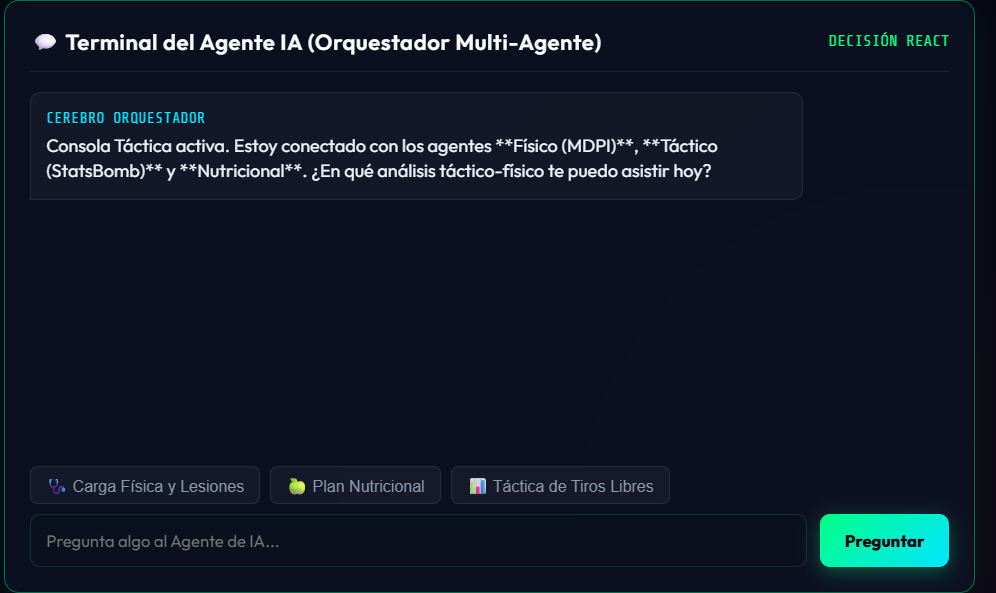 Terminal del Agente IA (Orquestador Multi-Agente)
DECISIÓN REACT
CEREBRO ORQUESTADOR
Consola Táctica activa. Estoy conectado con los agentes **Físico (MDPI)**, **Táctico
(StatsBomb)** y **Nutricional**. ¿En qué análisis táctico-físico te puedo asistir hoy?
Carga Física y Lesiones
Plan Nutricional
Táctica de Tiros Libres
Pregunta algo al Agente de IA...
Preguntar